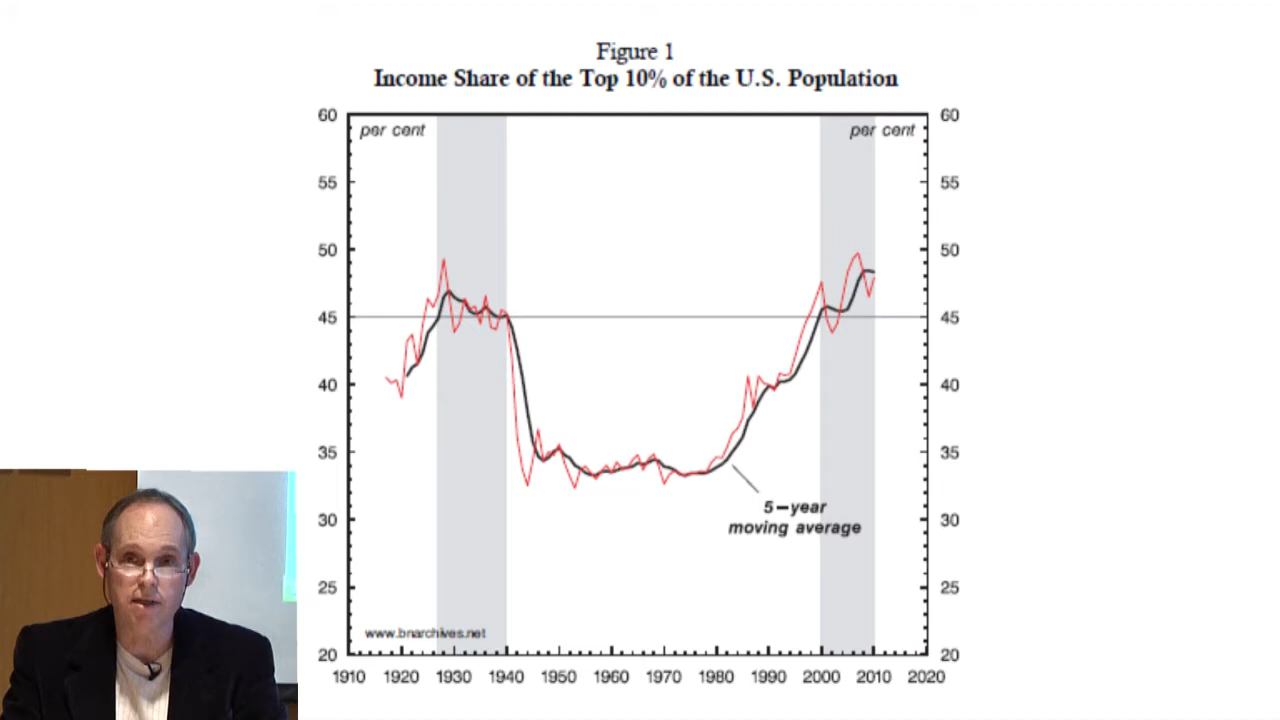 Figure 1
Income Share of the Top 10% of the U.S. Population
60
per cent
per cent
60
55
55
50
50
45
45
40
40
35
35
5-year
moving average
30
30
25
25
www.bnarchives.net
20
20
1910 1920 1930 1940 1950 1960 1970 1980 1990 2000 2010 2020